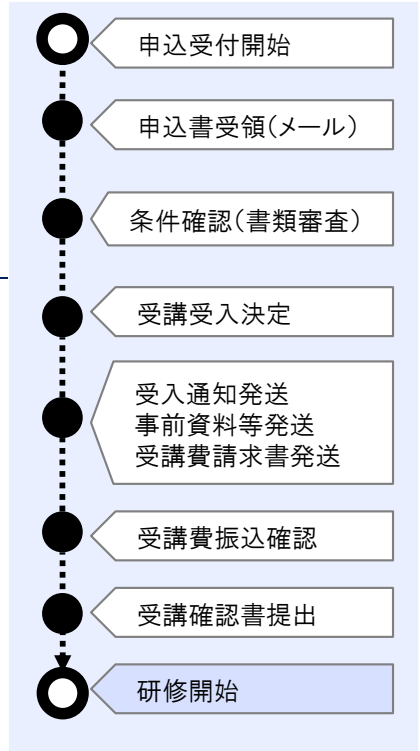 申込受付開始
申込書受領(メール)
条件確認(書類審査)
受講受入決定
受入通知発送
事前資料等発送
受講費請求書発送
受講費振込確認
受講確認書提出
研修開始